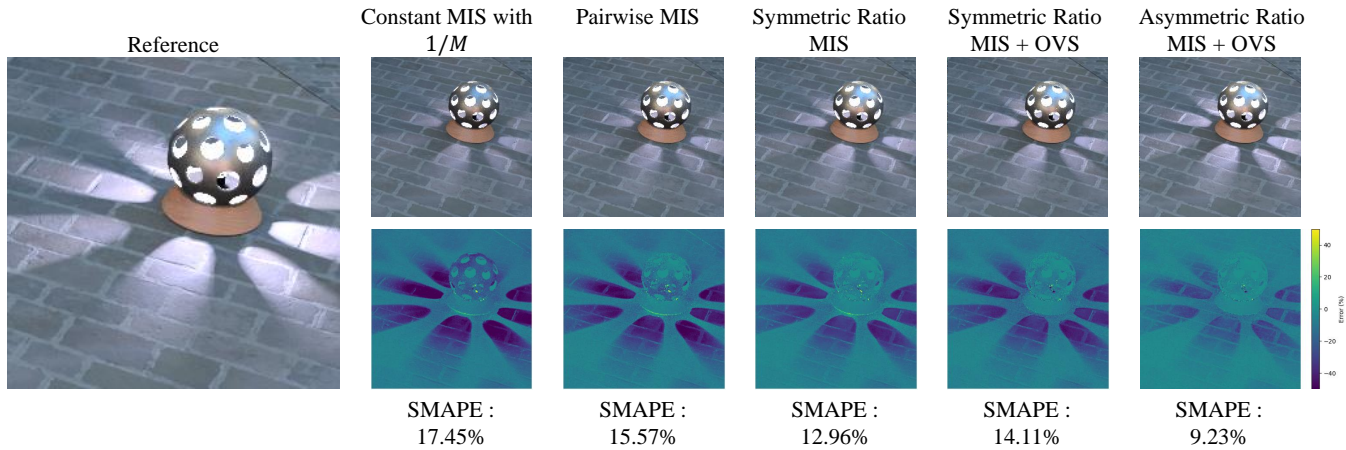 Reference
Constant MIS with
1/M
Pairwise MIS
Symmetric Ratio
MIS
Symmetric Ratio
MIS + OVS
Asymmetric Ratio
MIS + OVS
40
20
0
−20
−40
Error (%)
SMAPE :
17.45%
SMAPE :
15.57%
SMAPE :
12.96%
SMAPE :
14.11%
SMAPE :
9.23%